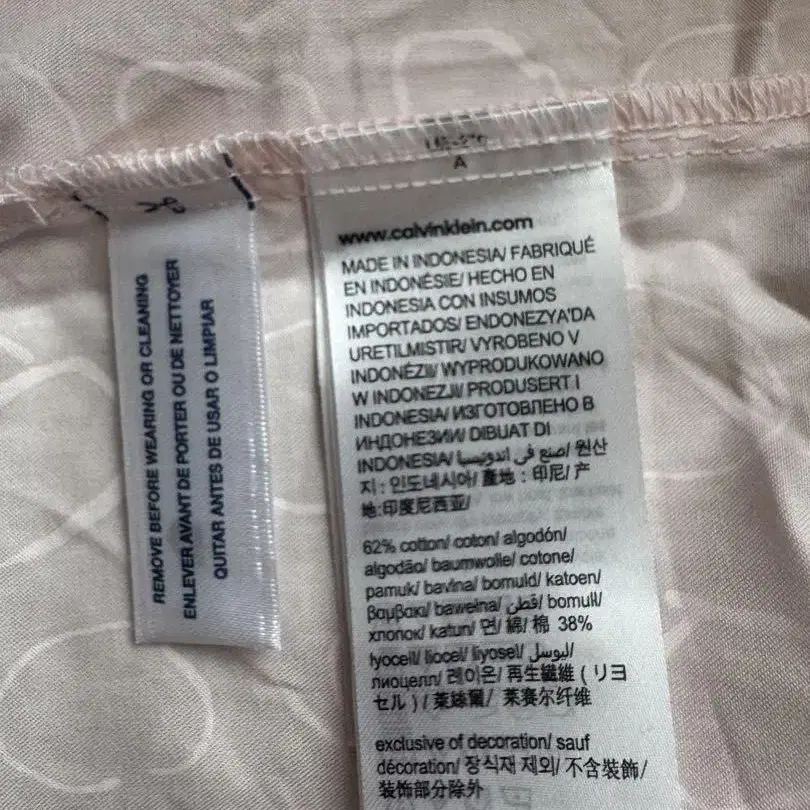 REMOVE BEFORE WEARING OR CLEANING
ENLEVER AVANT DE PORTER OU DE NETTOYER
QUITAR ANTES DE USAR O LIMPIAR
A
www.calvinklein.com
MADE IN INDONESIA/ FABRIQUÉ
EN INDONÉSIE/ HECHO EN
INDONESIA CON INSUMOS
IMPORTADOS/ ENDONEZYA'DA
URETILMISTIR/ VYROBENO V
INDONÉZII/ WYPRODUKOWANO
W INDONEZJI/ PRODUSERT I
INDONESIA/ ИЗГОТОВЛЕНО В
ИНДОНЕЗИИ/ DIBUAT DI
INDONESIA/ صنع في اندونيسيا/ 원산
지: 인도네시아/ 產地：印尼/ 产
地:印度尼西亚/
62% cotton/ coton/ algodón/
algodão/ baumwolle/ cotone/
pamuk/ bavlna/ bomuld/ katoen/
βαμβακι/ bawełna/ قطن/ bomull/
хлопок/ katun/ 면/ 綿/ 棉 38%
lyocell/ liocel/ liyosel/ ليوسل/
лиоцелл/ 레이온/ 再生纖維 ( リヨ
セル ) / 萊絲爾/ 莱赛尔纤维
exclusive of decoration/ sauf
décoration/ 장식재 제외/ 不含裝飾/
装饰部分除外